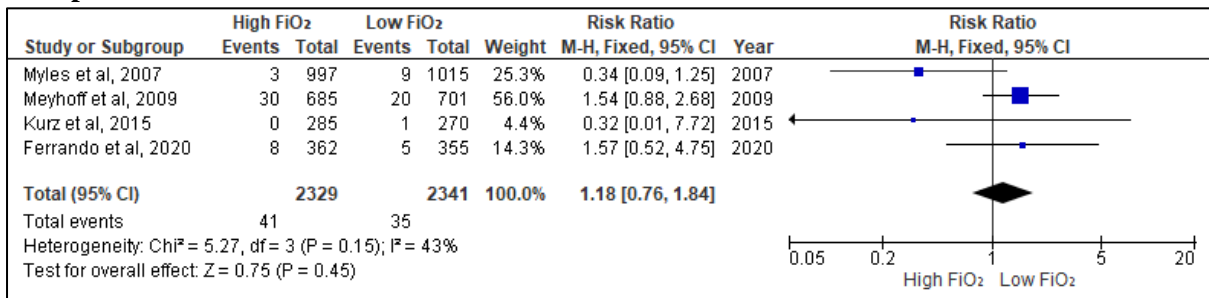 High FiO₂ Low FiO₂ Risk Ratio Risk Ratio
Study or Subgroup Events Total Events Total Weight M-H, Fixed, 95% CI Year M-H, Fixed, 95% CI
Myles et al, 2007 3 997 9 1015 25.3% 0.34 [0.09, 1.25] 2007
Meyhoff et al, 2009 30 685 20 701 56.0% 1.54 [0.88, 2.68] 2009
Kurz et al, 2015 0 285 1 270 4.4% 0.32 [0.01, 7.72] 2015
Ferrando et al, 2020 8 362 5 355 14.3% 1.57 [0.52, 4.75] 2020
Total (95% CI) 2329 2341 100.0% 1.18 [0.76, 1.84]
Total events 41 35
Heterogeneity: Chi² = 5.27, df = 3 (P = 0.15); I² = 43%
Test for overall effect: Z = 0.75 (P = 0.45)
0.05 0.2 1 5 20
High FiO₂ Low FiO₂